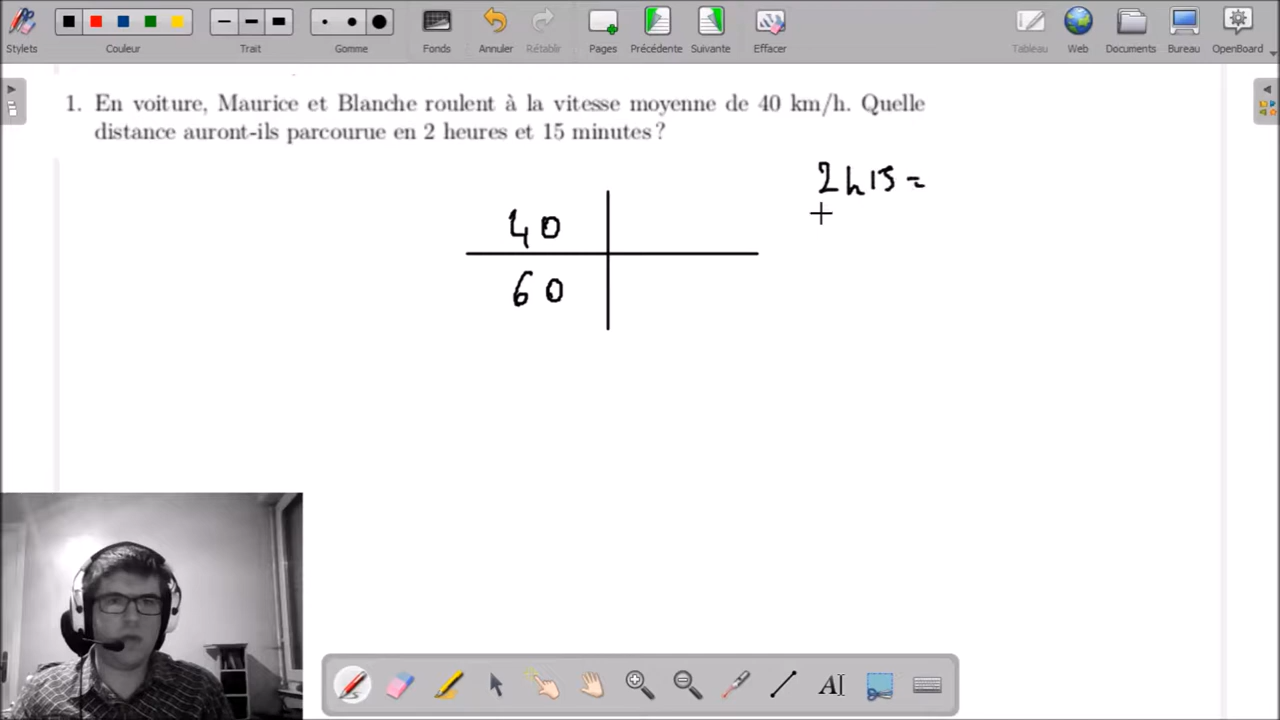 Stylets Couleur Trait Gomme Fonds Annuler Rétablir Pages Précédente Suivante Effacer Tableau Web Documents Bureau OpenBoard
1. En voiture, Maurice et Blanche roulent à la vitesse moyenne de 40 km/h. Quelle
distance auront-ils parcourue en 2 heures et 15 minutes ?
2h15=
40
60
AI